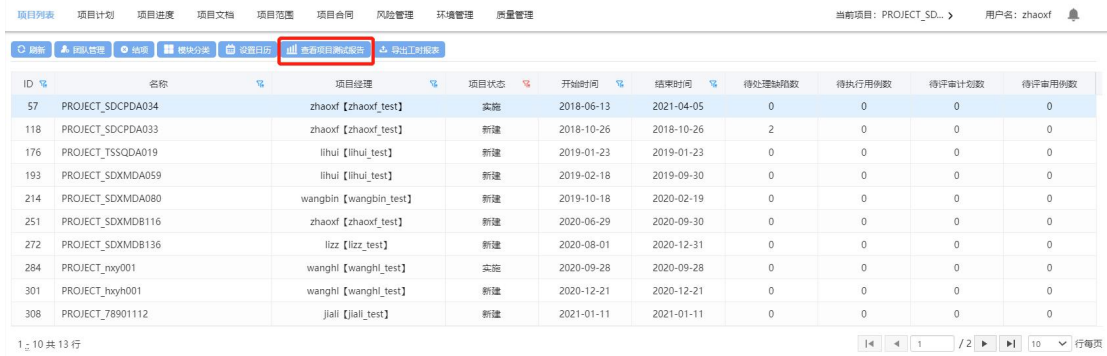 项目列表 项目计划 项目进度 项目文档 项目范围 项目合同 风险管理 环境管理 质量管理 当前项目：PROJECT_SD... 用户名：zhaoxf
刷新 团队管理 结项 模块分类 设置日历 查看项目测试报告 导出工时报表
ID 名称 项目经理 项目状态 开始时间 结束时间 待处理缺陷数 待执行用例数 待评审计划数 待评审用例数
57 PROJECT_SDCPDA034 zhaoxf【zhaoxf_test】 实施 2018-06-13 2021-04-05 0 0 0 0
118 PROJECT_SDCPDA033 zhaoxf【zhaoxf_test】 新建 2018-10-26 2018-10-26 2 0 0 0
176 PROJECT_TSSQDA019 lihui【lihui_test】 新建 2019-01-23 2019-01-23 0 0 0 0
193 PROJECT_SDXMDA059 lihui【lihui_test】 新建 2019-02-18 2019-09-30 0 0 0 0
214 PROJECT_SDXMDA080 wangbin【wangbin_test】 新建 2019-10-18 2020-02-19 0 0 0 0
251 PROJECT_SDXMDB116 zhaoxf【zhaoxf_test】 新建 2020-06-29 2020-09-30 0 0 0 0
272 PROJECT_SDXMDB136 lizz【lizz_test】 新建 2020-08-01 2020-12-31 0 0 0 0
284 PROJECT_nxy001 wanghl【wanghl_test】 实施 2020-09-28 2020-09-28 0 0 0 0
301 PROJECT_hxyh001 wanghl【wanghl_test】 新建 2020-12-21 2020-12-21 0 0 0 0
308 PROJECT_78901112 jiali【jiali_test】 新建 2021-01-11 2021-01-11 0 0 0 0
1 - 10 共 13 行 1 / 2 10 行每页